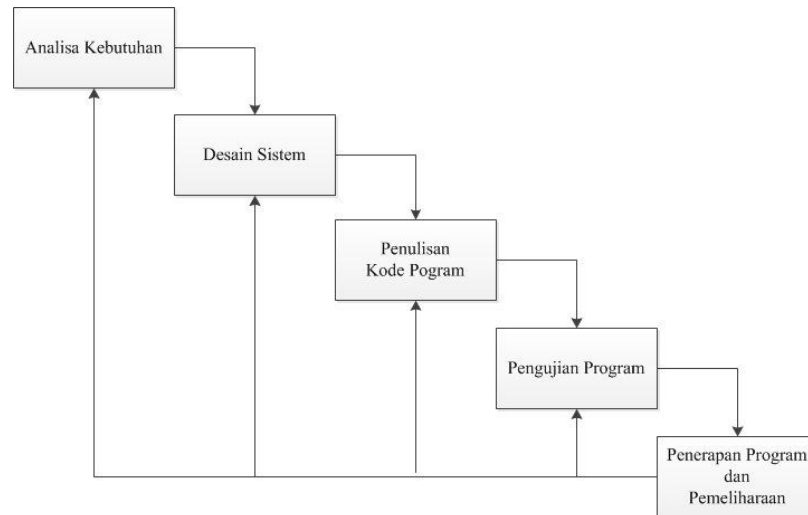 Analisa Kebutuhan
Desain Sistem
Penulisan
Kode Pogram
Pengujian Program
Penerapan Program
dan
Pemeliharaan